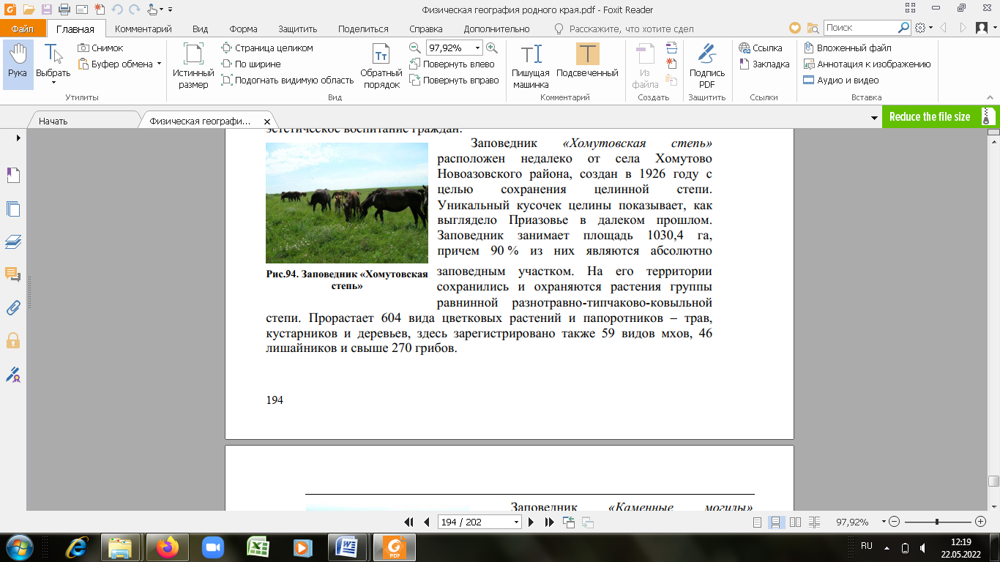 Физическая география родного края.pdf - Foxit Reader
Файл Главная Комментарий Вид Форма Защитить Поделиться Справка Дополнительно Расскажите, что хотите сдел Поиск
Рука
Выбрать
Снимок
Буфер обмена
Утилиты
Истинный размер
Страница целиком
По ширине
Подогнать видимую область
Обратный порядок
97,92%
Повернуть влево
Повернуть вправо
Вид
Пишущая машинка
Подсвеченный
Комментарий
Из файла
Создать
Подпись PDF
Защитить
Ссылка
Закладка
Ссылки
Вложенный файл
Аннотация к изображению
Аудио и видео
Вставка
Начать Физическая географи... Reduce the file size
эстетическое воспитание граждан.
Заповедник «Хомутовская степь»
расположен недалеко от села Хомутово
Новоазовского района, создан в 1926 году с
целью сохранения целинной степи.
Уникальный кусочек целины показывает, как
выглядело Приазовье в далеком прошлом.
Заповедник занимает площадь 1030,4 га,
причем 90 % из них являются абсолютно
заповедным участком. На его территории
сохранились и охраняются растения группы
равнинной разнотравно-типчаково-ковыльной
Рис.94. Заповедник «Хомутовская
степь»
степи. Прорастает 604 вида цветковых растений и папоротников – трав,
кустарников и деревьев, здесь зарегистрировано также 59 видов мхов, 46
лишайников и свыше 270 грибов.
194
Заповедник «Каменные могилы»
194 / 202 97,92%
PDF
RU 12:19
22.05.2022